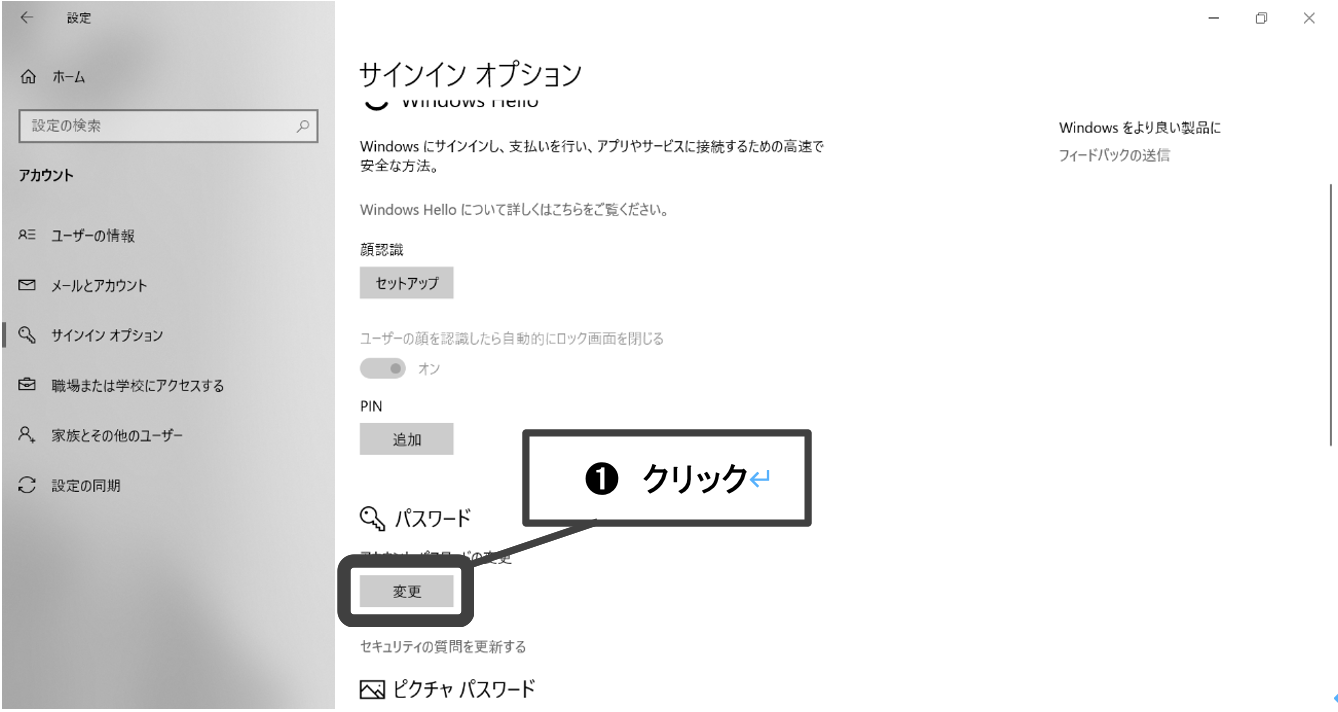 設定
ホーム
設定の検索
アカウント
ユーザーの情報
メールとアカウント
サインイン オプション
職場または学校にアクセスする
家族とその他のユーザー
設定の同期
サインイン オプション
Windows Hello
Windows にサインインし、支払いを行い、アプリやサービスに接続するための高速で
安全な方法。
Windows Hello について詳しくはこちらをご覧ください。
顔認識
セットアップ
ユーザーの顔を認識したら自動的にロック画面を閉じる
オン
PIN
追加
❶ クリック↵
パスワード
アカウント パスワードの変更
変更
セキュリティの質問を更新する
ピクチャ パスワード
Windows をより良い製品に
フィードバックの送信